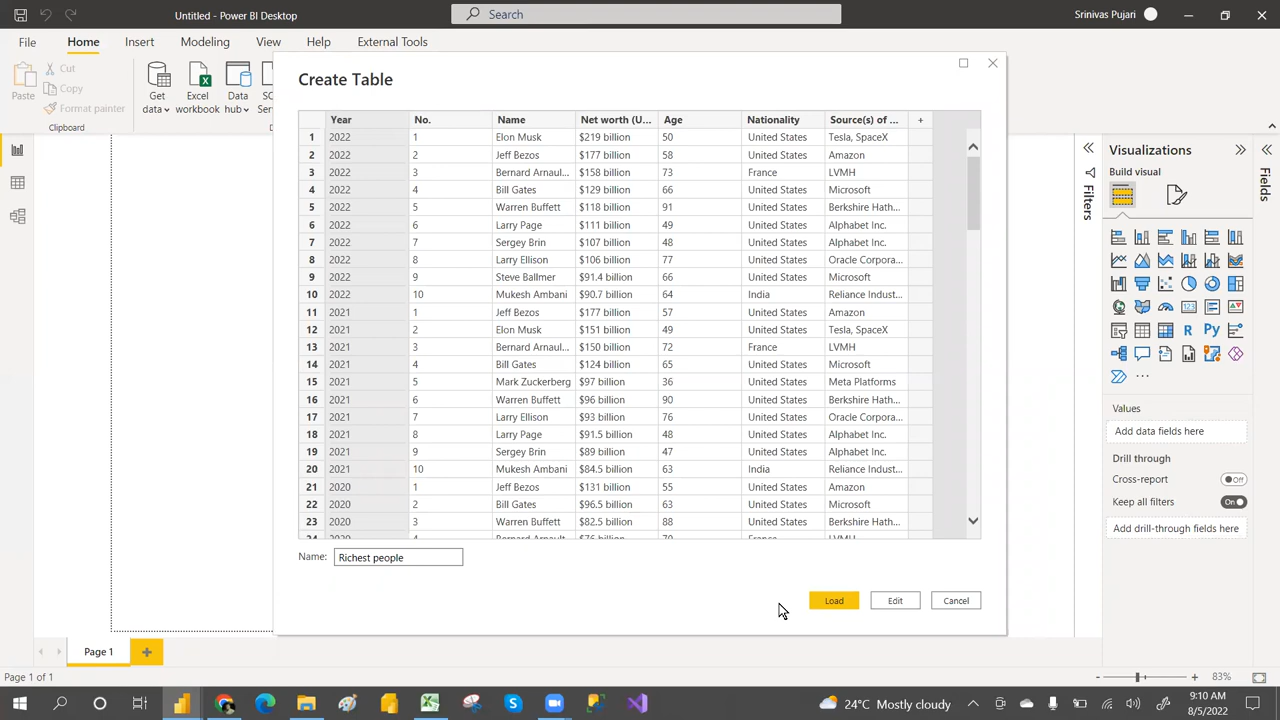 Untitled - Power BI Desktop
Search
Srinivas Pujari
File Home Insert Modeling View Help External Tools
Paste
Cut
Copy
Format painter
Clipboard
Get data
Excel workbook
Data hub
Create Table
Year No. Name Net worth (U... Age Nationality Source(s) of ... +
1 2022 1 Elon Musk $219 billion 50 United States Tesla, SpaceX
2 2022 2 Jeff Bezos $177 billion 58 United States Amazon
3 2022 3 Bernard Arnaul... $158 billion 73 France LVMH
4 2022 4 Bill Gates $129 billion 66 United States Microsoft
5 2022 5 Warren Buffett $118 billion 91 United States Berkshire Hath...
6 2022 6 Larry Page $111 billion 49 United States Alphabet Inc.
7 2022 7 Sergey Brin $107 billion 48 United States Alphabet Inc.
8 2022 8 Larry Ellison $106 billion 77 United States Oracle Corpora...
9 2022 9 Steve Ballmer $91.4 billion 66 United States Microsoft
10 2022 10 Mukesh Ambani $90.7 billion 64 India Reliance Indust...
11 2021 1 Jeff Bezos $177 billion 57 United States Amazon
12 2021 2 Elon Musk $151 billion 49 United States Tesla, SpaceX
13 2021 3 Bernard Arnaul... $150 billion 72 France LVMH
14 2021 4 Bill Gates $124 billion 65 United States Microsoft
15 2021 5 Mark Zuckerberg $97 billion 36 United States Meta Platforms
16 2021 6 Warren Buffett $96 billion 90 United States Berkshire Hath...
17 2021 7 Larry Ellison $93 billion 76 United States Oracle Corpora...
18 2021 8 Larry Page $91.5 billion 48 United States Alphabet Inc.
19 2021 9 Sergey Brin $89 billion 47 United States Alphabet Inc.
20 2021 10 Mukesh Ambani $84.5 billion 63 India Reliance Indust...
21 2020 1 Jeff Bezos $131 billion 55 United States Amazon
22 2020 2 Bill Gates $96.5 billion 63 United States Microsoft
23 2020 3 Warren Buffett $82.5 billion 88 United States Berkshire Hath...
Name: Richest people
Load Edit Cancel
Filters
Visualizations
Build visual
R Py
Values
Add data fields here
Drill through
Cross-report Off
Keep all filters On
Add drill-through fields here
Fields
Page 1 +
Page 1 of 1
- + 83%
24°C Mostly cloudy
9:10 AM
8/5/2022